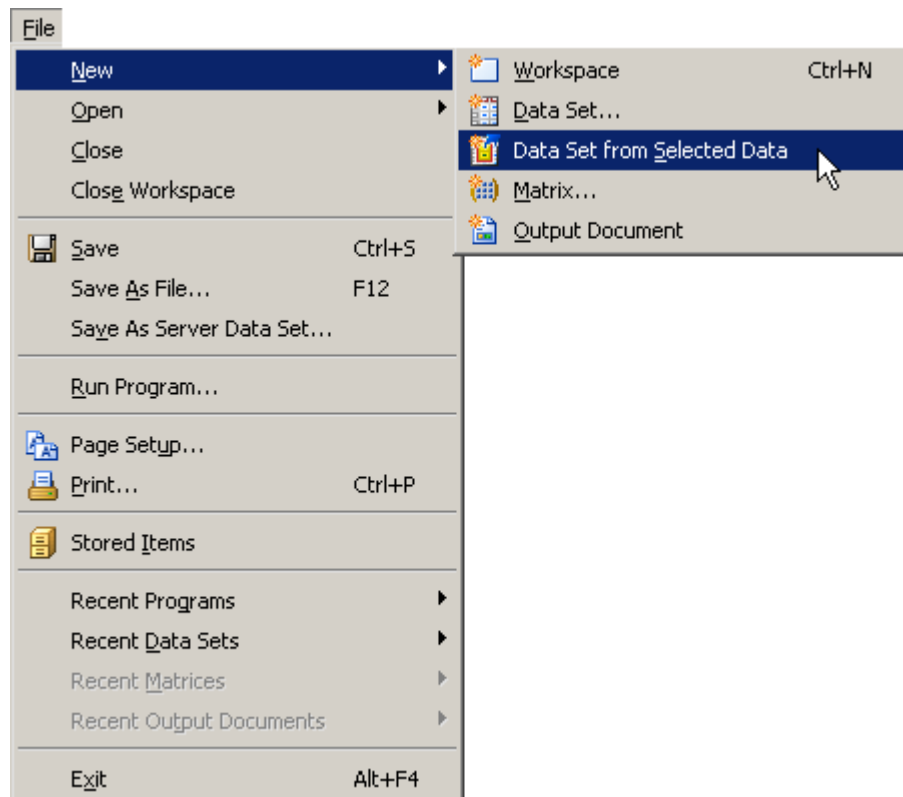 File
New
Open
Close
Close Workspace
Save Ctrl+S
Save As File... F12
Save As Server Data Set...
Run Program...
Page Setup...
Print... Ctrl+P
Stored Items
Recent Programs
Recent Data Sets
Recent Matrices
Recent Output Documents
Exit Alt+F4
Workspace Ctrl+N
Data Set...
Data Set from Selected Data
Matrix...
Output Document